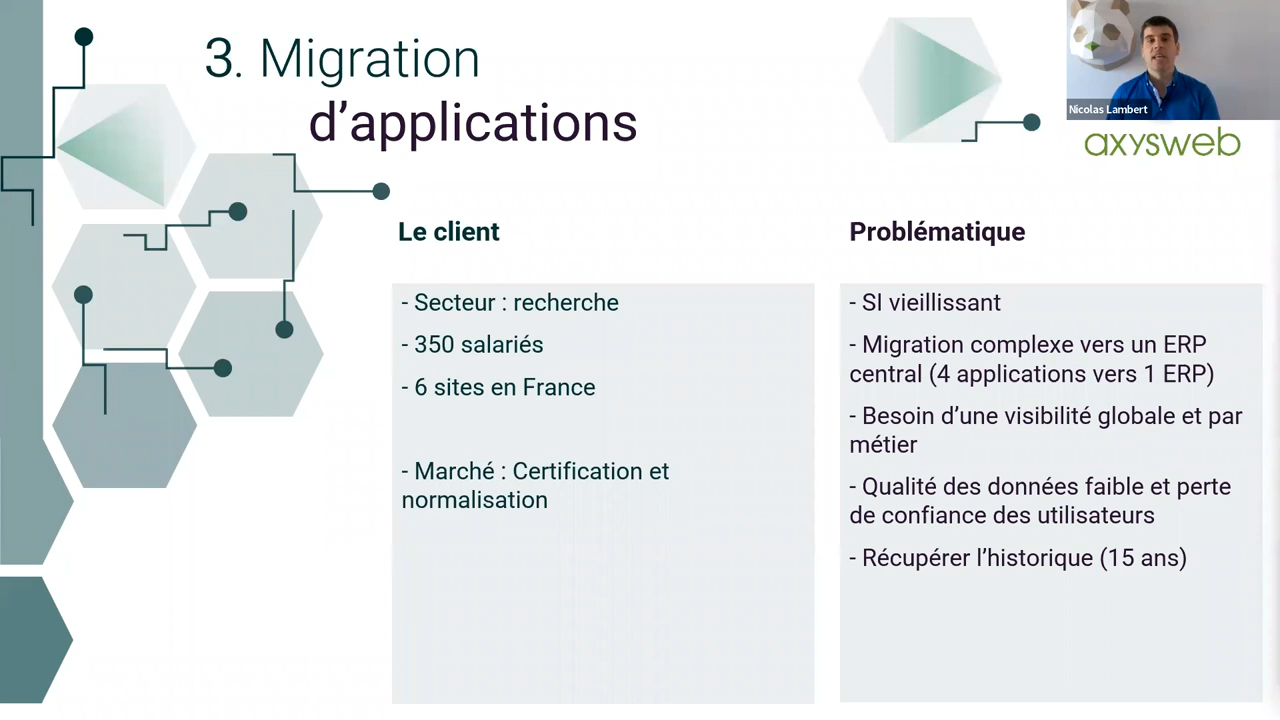 3. Migration
d’applications
Nicolas Lambert
axysweb
Le client
- Secteur : recherche
- 350 salariés
- 6 sites en France
- Marché : Certification et
normalisation
Problématique
- SI vieillissant
- Migration complexe vers un ERP
central (4 applications vers 1 ERP)
- Besoin d’une visibilité globale et par
métier
- Qualité des données faible et perte
de confiance des utilisateurs
- Récupérer l’historique (15 ans)